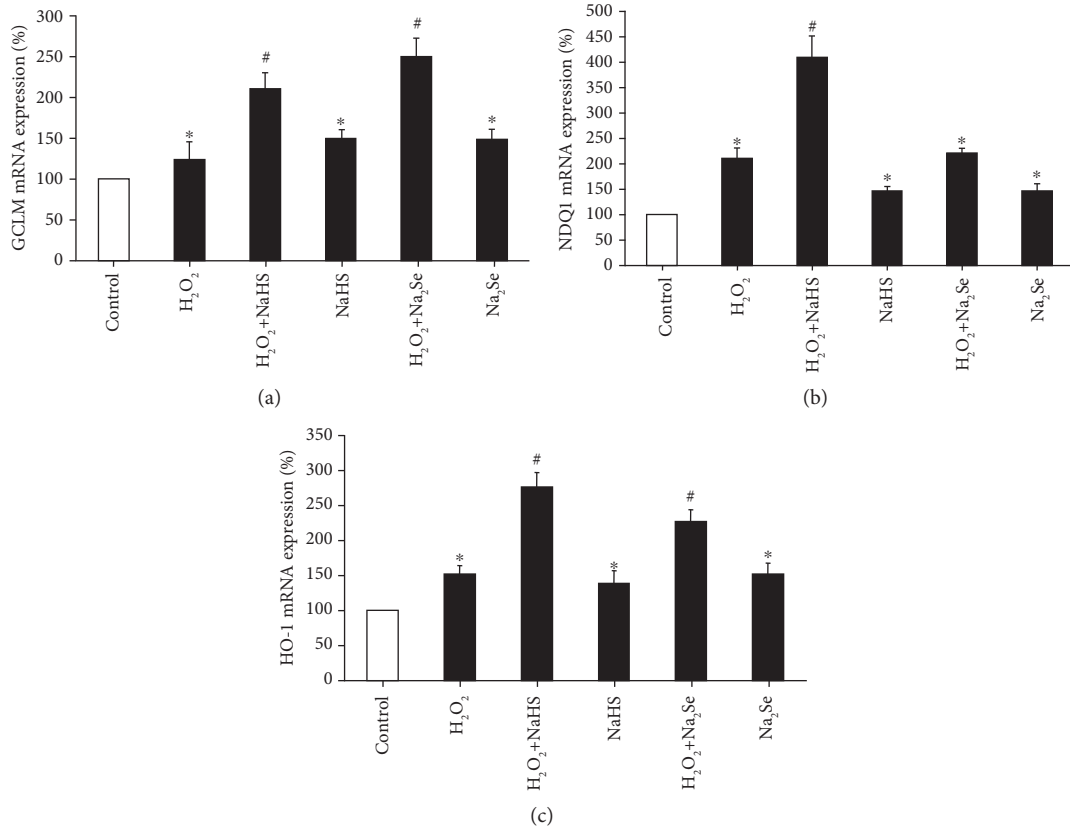 GCLM mRNA expression (%)
300
250
200
150
100
50
0
#
#
*
*
*
Control
H₂O₂
H₂O₂+NaHS
NaHS
H₂O₂+Na₂Se
Na₂Se
(a)
NDQ1 mRNA expression (%)
500
450
400
350
300
250
200
150
100
50
0
*
#
*
*
*
Control
H₂O₂
H₂O₂+NaHS
NaHS
H₂O₂+Na₂Se
Na₂Se
(b)
HO-1 mRNA expression (%)
350
300
250
200
150
100
50
0
*
#
*
#
*
Control
H₂O₂
H₂O₂+NaHS
NaHS
H₂O₂+Na₂Se
Na₂Se
(c)